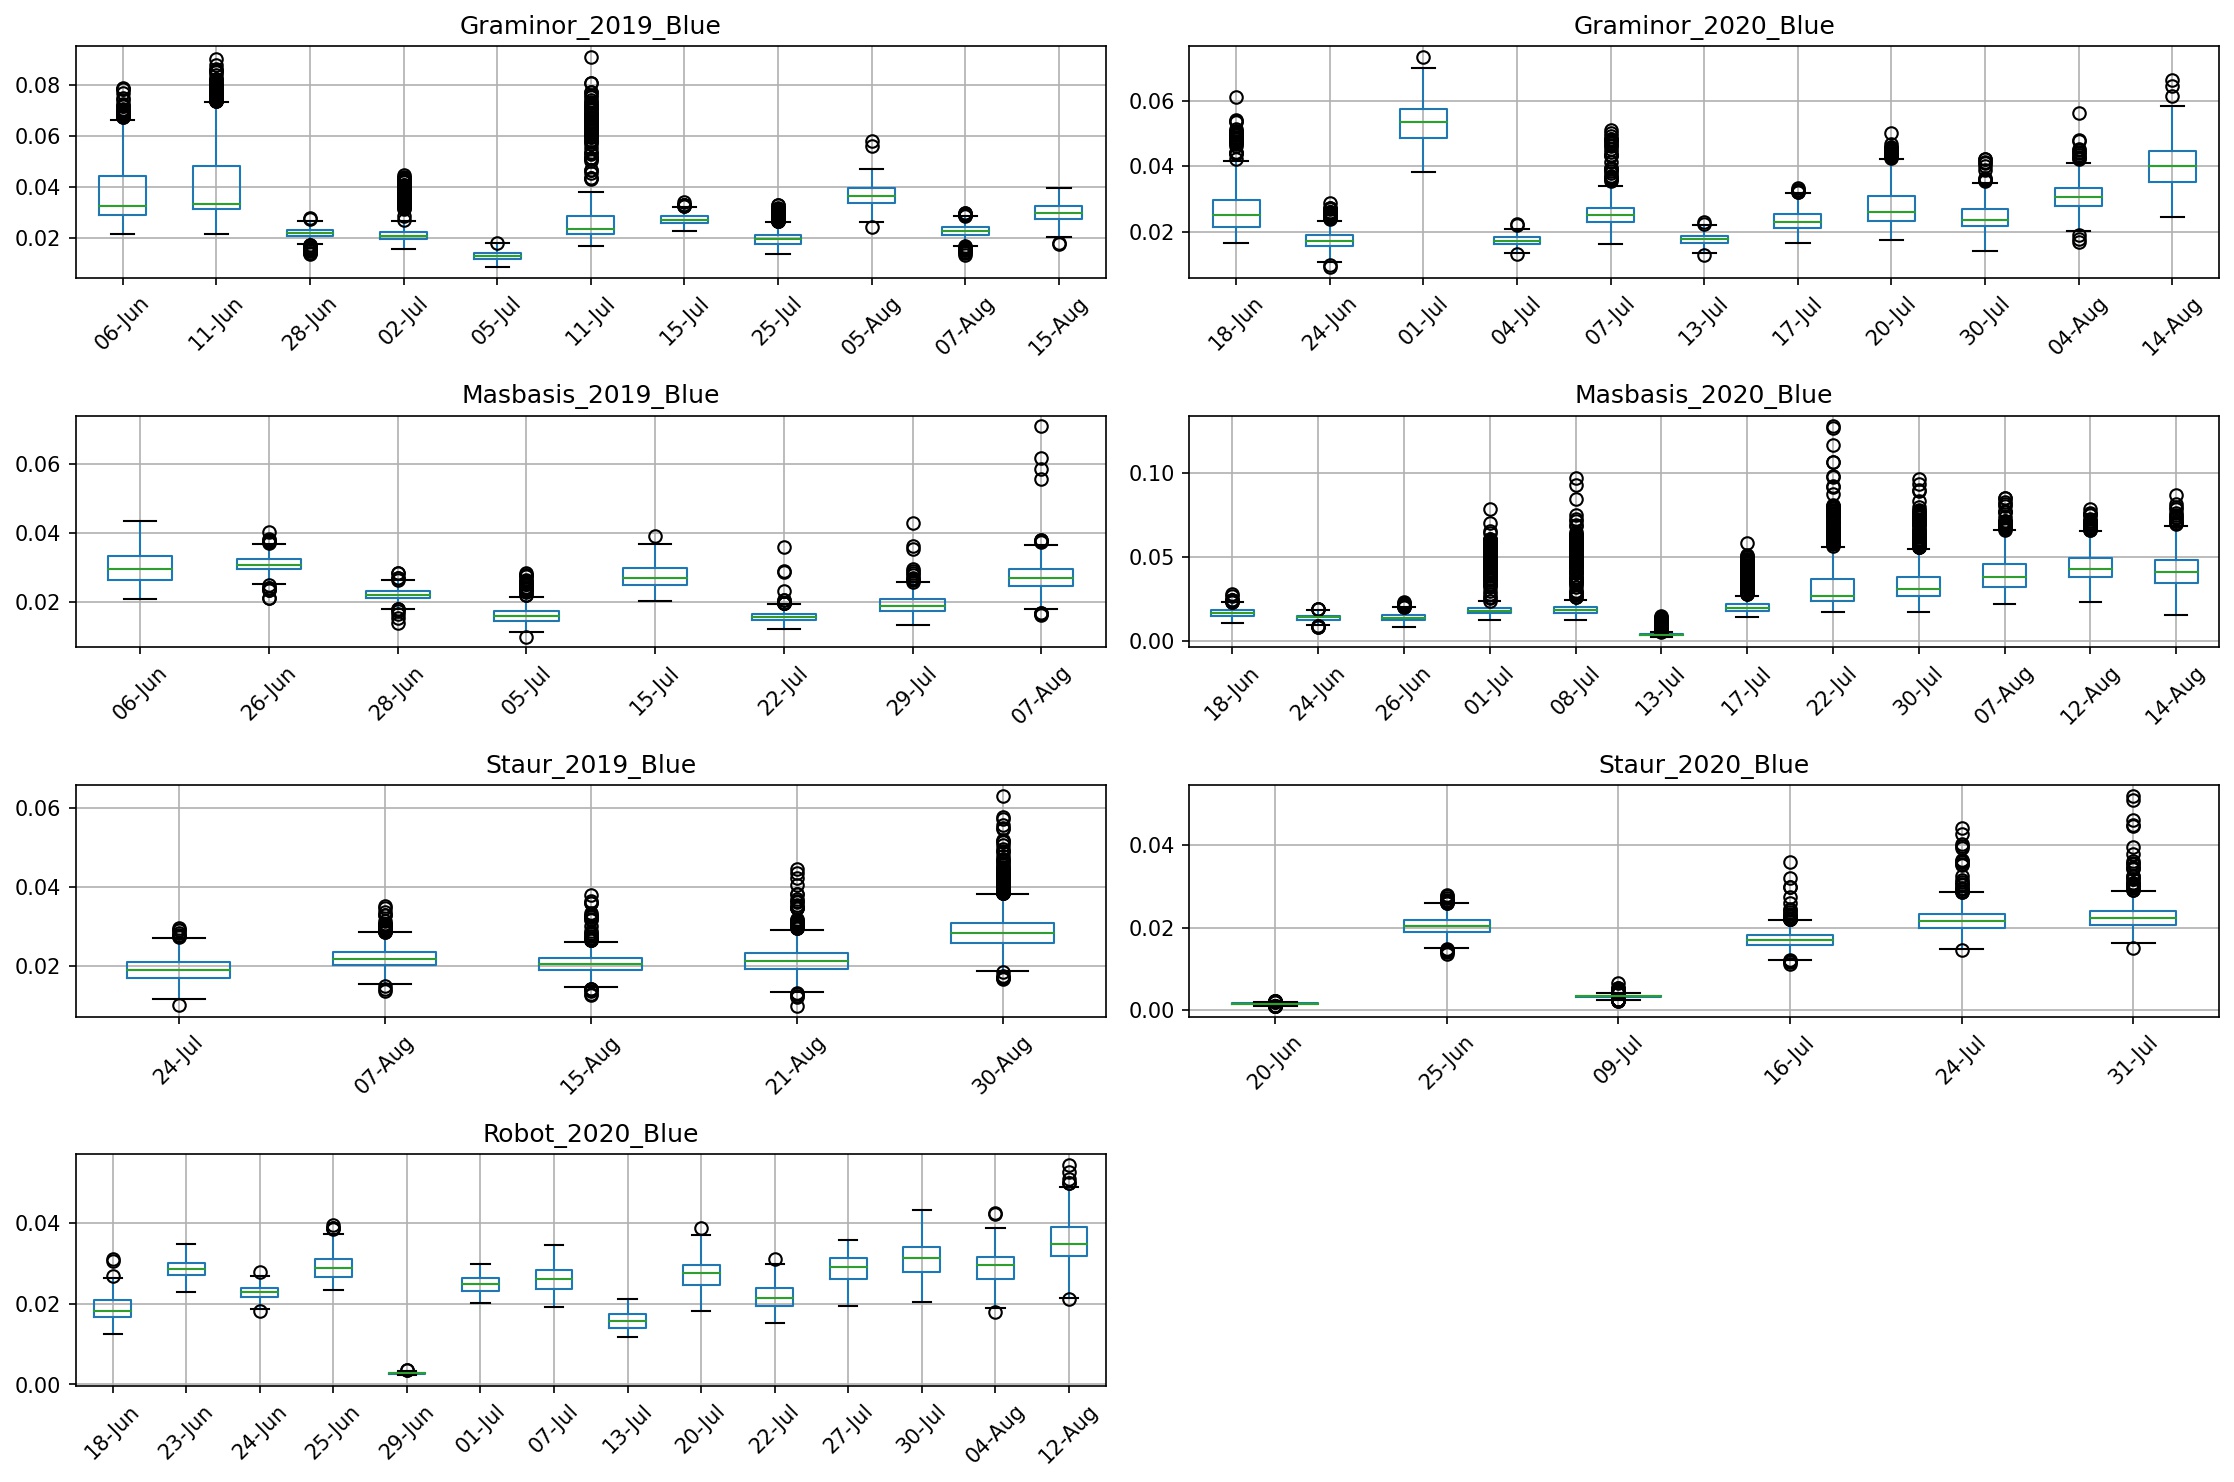 Graminor_2019_Blue
0.08
0.06
0.04
0.02
06-Jun 11-Jun 28-Jun 02-Jul 05-Jul 11-Jul 15-Jul 25-Jul 05-Aug 07-Aug 15-Aug
Graminor_2020_Blue
0.06
0.04
0.02
18-Jun 24-Jun 01-Jul 04-Jul 07-Jul 13-Jul 17-Jul 20-Jul 30-Jul 04-Aug 14-Aug
Masbasis_2019_Blue
0.06
0.04
0.02
06-Jun 26-Jun 28-Jun 05-Jul 15-Jul 22-Jul 29-Jul 07-Aug
Masbasis_2020_Blue
0.10
0.05
0.00
18-Jun 24-Jun 26-Jun 01-Jul 08-Jul 13-Jul 17-Jul 22-Jul 30-Jul 07-Aug 12-Aug 14-Aug
Staur_2019_Blue
0.06
0.04
0.02
24-Jul 07-Aug 15-Aug 21-Aug 30-Aug
Staur_2020_Blue
0.04
0.02
0.00
20-Jun 25-Jun 09-Jul 16-Jul 24-Jul 31-Jul
Robot_2020_Blue
0.04
0.02
0.00
18-Jun 23-Jun 24-Jun 25-Jun 29-Jun 01-Jul 07-Jul 13-Jul 20-Jul 22-Jul 27-Jul 30-Jul 04-Aug 12-Aug